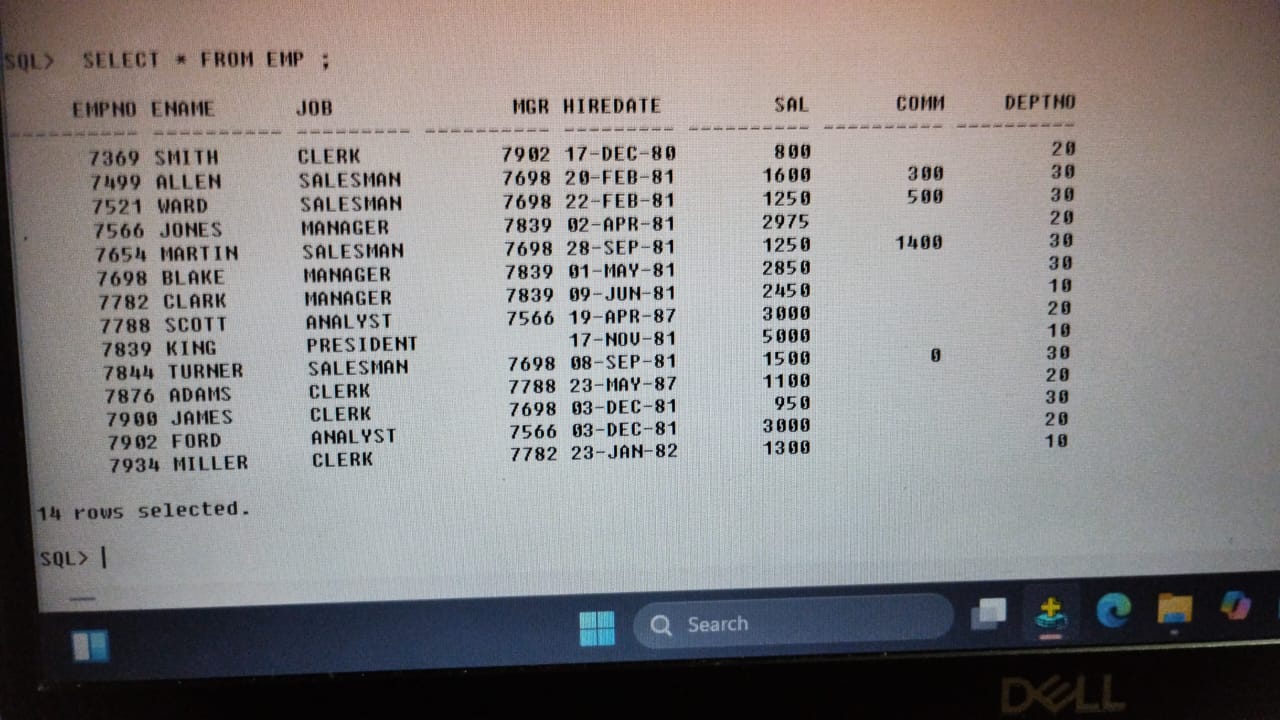 SQL>  SELECT * FROM EMP ;
EMPNO ENAME JOB MGR HIREDATE SAL COMM DEPTNO
---------- ---------- --------- ---------- --------- ---------- ---------- ----------
7369 SMITH CLERK 7902 17-DEC-80 800 20
7499 ALLEN SALESMAN 7698 20-FEB-81 1600 300 30
7521 WARD SALESMAN 7698 22-FEB-81 1250 500 30
7566 JONES MANAGER 7839 02-APR-81 2975 20
7654 MARTIN SALESMAN 7698 28-SEP-81 1250 1400 30
7698 BLAKE MANAGER 7839 01-MAY-81 2850 30
7782 CLARK MANAGER 7839 09-JUN-81 2450 10
7788 SCOTT ANALYST 7566 19-APR-87 3000 20
7839 KING PRESIDENT 17-NOV-81 5000 10
7844 TURNER SALESMAN 7698 08-SEP-81 1500 0 30
7876 ADAMS CLERK 7788 23-MAY-87 1100 20
7900 JAMES CLERK 7698 03-DEC-81 950 30
7902 FORD ANALYST 7566 03-DEC-81 3000 20
7934 MILLER CLERK 7782 23-JAN-82 1300 10
14 rows selected.
SQL>
Search
DELL